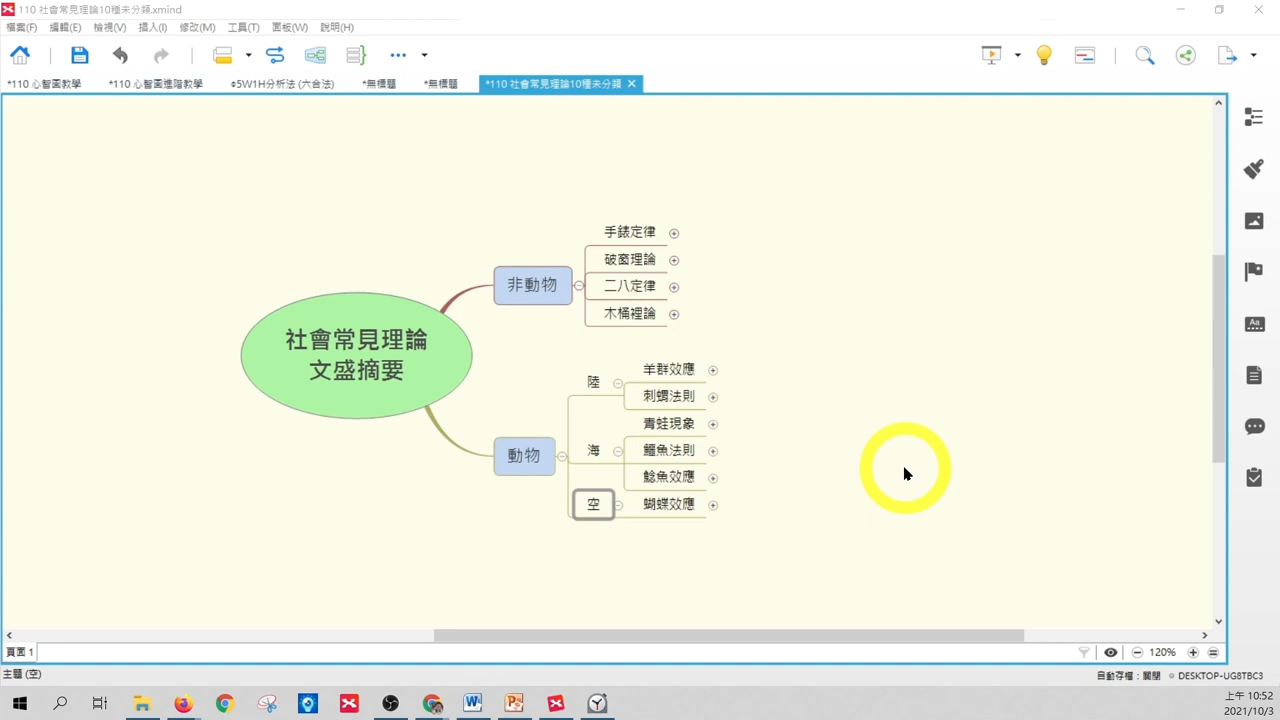 110 社會常見理論10種未分類.xmind
檔案(F) 編輯(E) 檢視(V) 插入(I) 修改(M) 工具(T) 面板(W) 說明(H)
*110 心智圖教學 *110 心智圖進階教學 5W1H分析法 (六合法) *無標題 *無標題 *110 社會常見理論10種未分類
手錶定律
破窗理論
非動物
二八定律
木桶裡論
社會常見理論
文盛摘要
羊群效應
陸
刺蝟法則
青蛙現象
動物
海
鱷魚法則
鯰魚效應
空
蝴蝶效應
Aa
頁面 1
120%
主題 (空)
自動存檔：關閉 DESKTOP-UG8TBC3
上午 10:52
2021/10/3